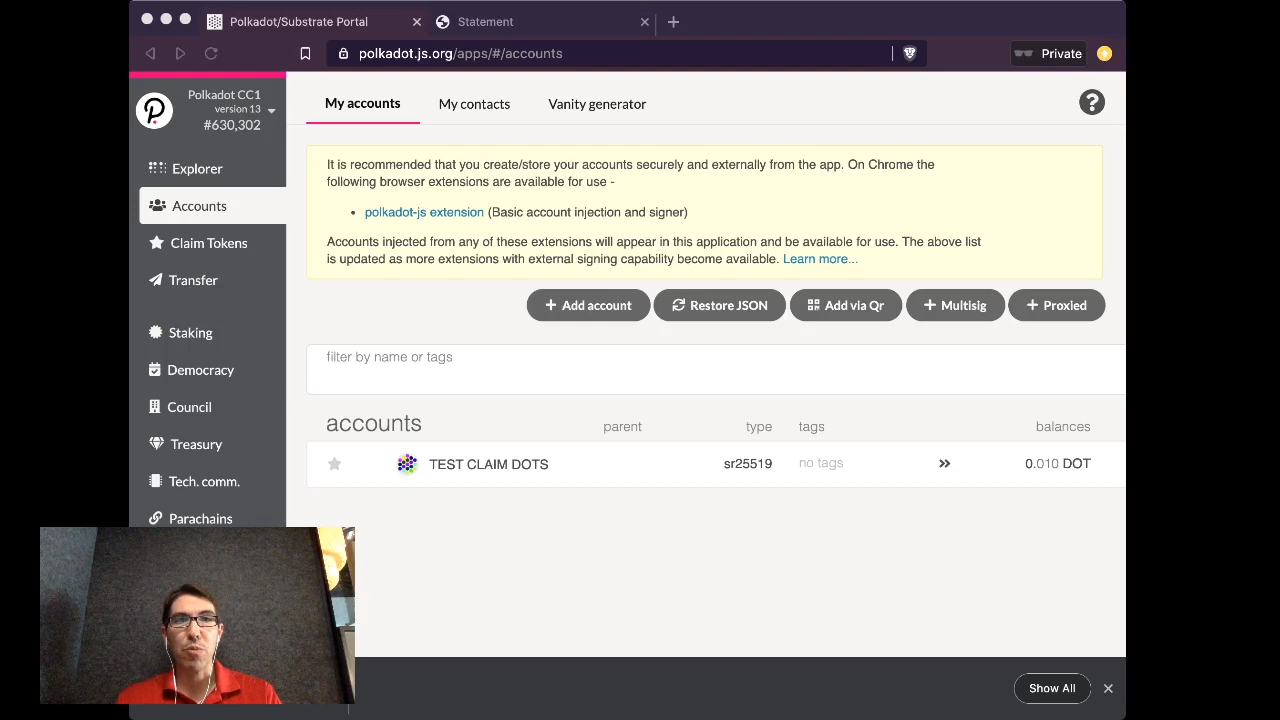 Polkadot/Substrate Portal
Statement
polkadot.js.org/apps/#/accounts
Private
Polkadot CC1
version 13
#630,302
Explorer
Accounts
Claim Tokens
Transfer
Staking
Democracy
Council
Treasury
Tech. comm.
Parachains
My accounts
My contacts
Vanity generator
?
It is recommended that you create/store your accounts securely and externally from the app. On Chrome the
following browser extensions are available for use -
• polkadot-js extension (Basic account injection and signer)
Accounts injected from any of these extensions will appear in this application and be available for use. The above list
is updated as more extensions with external signing capability become available. Learn more...
Add account
Restore JSON
Add via Qr
Multisig
Proxied
filter by name or tags
accounts parent type tags balances
TEST CLAIM DOTS sr25519 no tags 0.010 DOT
Show All